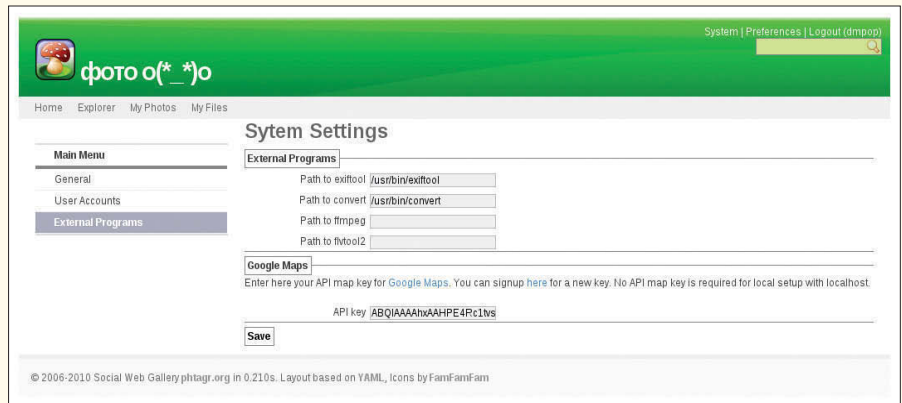 System | Preferences | Logout (dmpop)
фото o(*_*)o
Home Explorer My Photos My Files
Main Menu
General
User Accounts
External Programs
Sytem Settings
External Programs
Path to exiftool /usr/bin/exiftool
Path to convert /usr/bin/convert
Path to ffmpeg
Path to flvtool2
Google Maps
Enter here your API map key for Google Maps. You can signup here for a new key. No API map key is required for local setup with localhost.
API key ABQIAAAAhxAAHPE4P.c1tvs
Save
© 2006-2010 Social Web Gallery phtagr.org in 0.210s. Layout based on YAML, Icons by FamFamFam